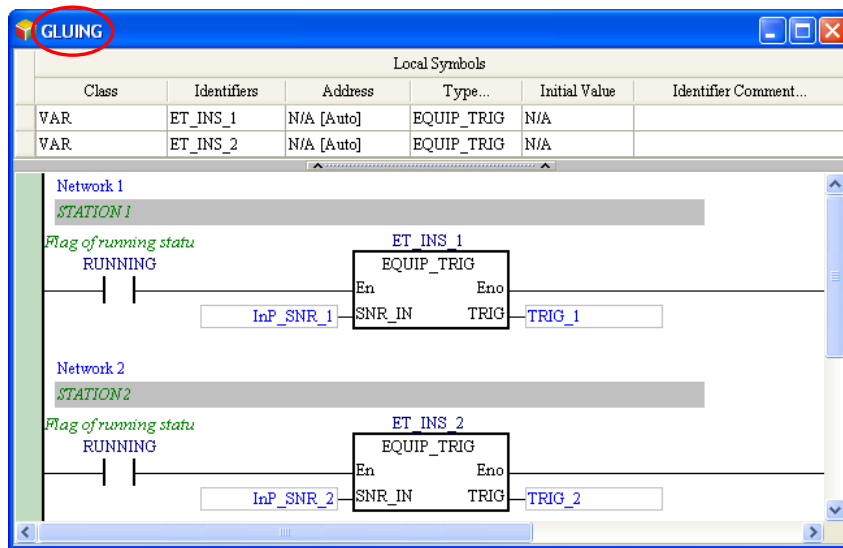 GLUING
Local Symbols
Class Identifiers Address Type... Initial Value Identifier Comment...
VAR ET_INS_1 N/A [Auto] EQUIP_TRIG N/A
VAR ET_INS_2 N/A [Auto] EQUIP_TRIG N/A
Network 1
STATION 1
Flag of running statu
RUNNING
ET_INS_1
EQUIP_TRIG
En Eno
InP_SNR_1 SNR_IN TRIG TRIG_1
Network 2
STATION 2
Flag of running statu
RUNNING
ET_INS_2
EQUIP_TRIG
En Eno
InP_SNR_2 SNR_IN TRIG TRIG_2